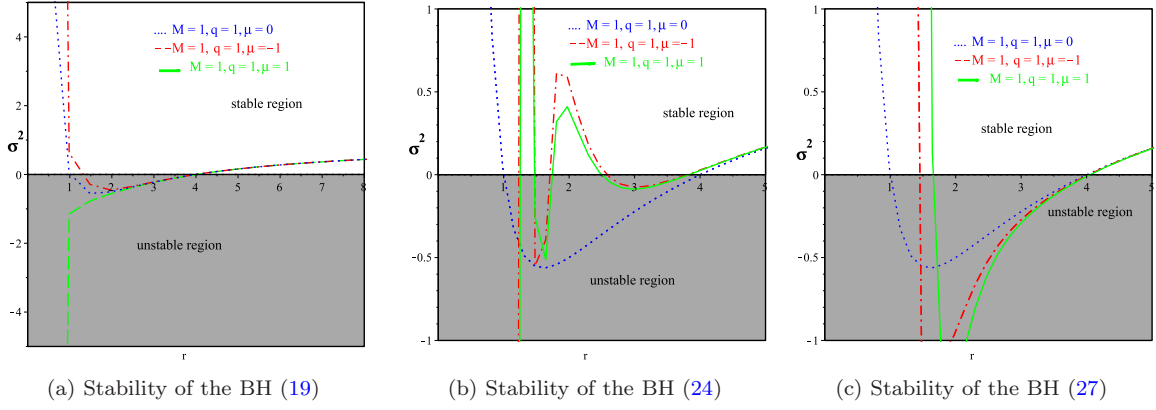 M = 1, q = 1, μ = 0
M = 1, q = 1, μ = −1
M = 1, q = 1, μ = 1
stable region
unstable region
σ²
4
2
0
−2
−4
1 2 3 4 5 6 7 8
r
(a) Stability of the BH (19)
M = 1, q = 1, μ = 0
M = 1, q = 1, μ = −1
M = 1, q = 1, μ = 1
stable region
unstable region
σ²
1
0.5
0
−0.5
−1
1 2 3 4 5
r
(b) Stability of the BH (24)
M = 1, q = 1, μ = 0
M = 1, q = 1, μ = −1
M = 1, q = 1, μ = 1
stable region
unstable region
σ²
1
0.5
0
−0.5
−1
1 2 3 4 5
r
(c) Stability of the BH (27)